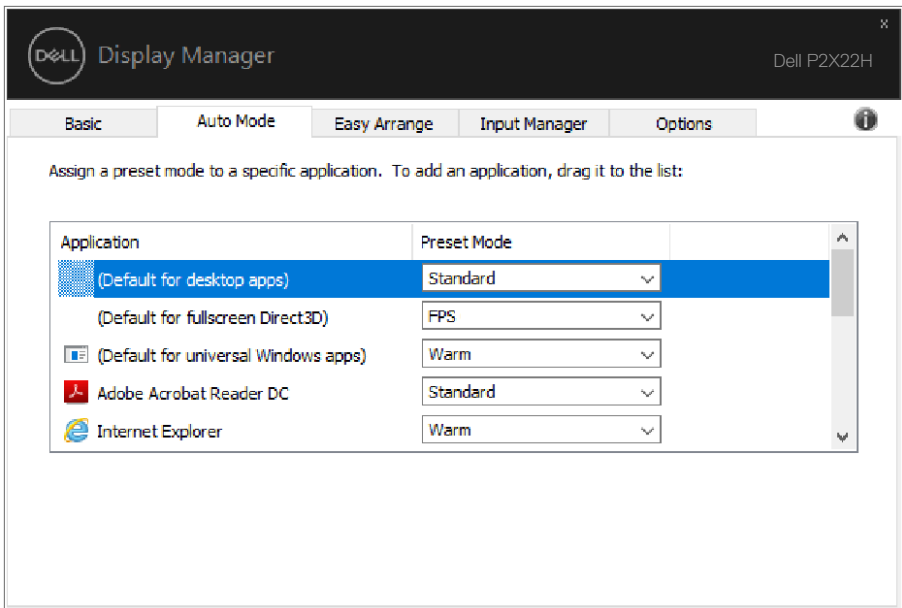 DELL Display Manager
x
Dell P2X22H
Basic Auto Mode Easy Arrange Input Manager Options
Assign a preset mode to a specific application. To add an application, drag it to the list:
Application Preset Mode
(Default for desktop apps) Standard
(Default for fullscreen Direct3D) FPS
(Default for universal Windows apps) Warm
Adobe Acrobat Reader DC Standard
Internet Explorer Warm